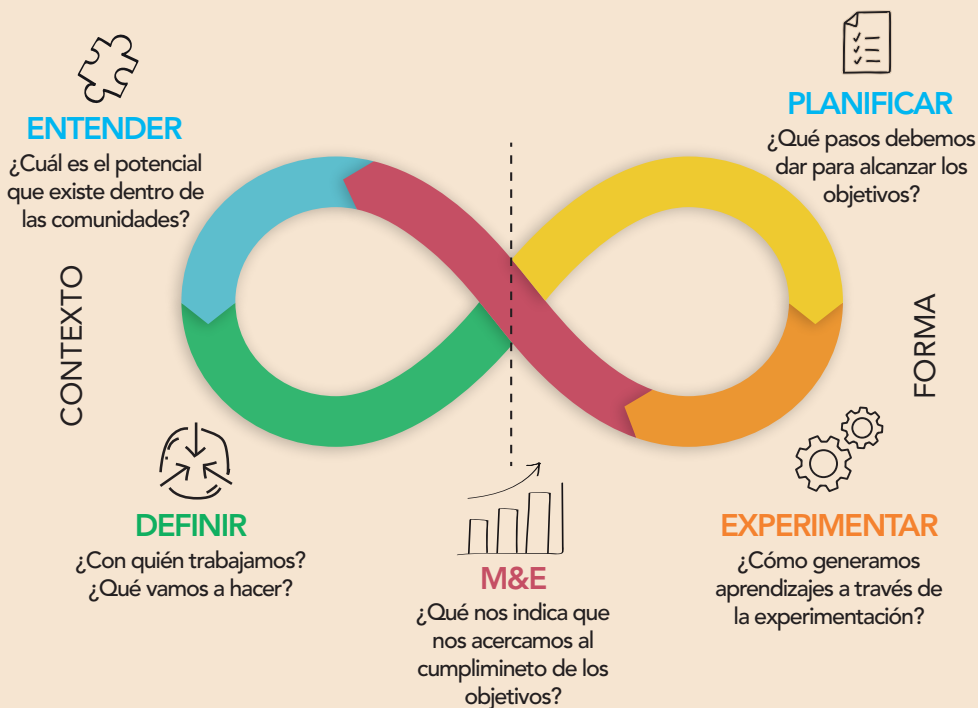 ENTENDER
¿Cuál es el potencial
que existe dentro de
las comunidades?
PLANIFICAR
¿Qué pasos debemos
dar para alcanzar los
objetivos?
CONTEXTO
FORMA
DEFINIR
¿Con quién trabajamos?
¿Qué vamos a hacer?
M&E
¿Qué nos indica que
nos acercamos al
cumplimineto de los
objetivos?
EXPERIMENTAR
¿Cómo generamos
aprendizajes a través de
la experimentación?